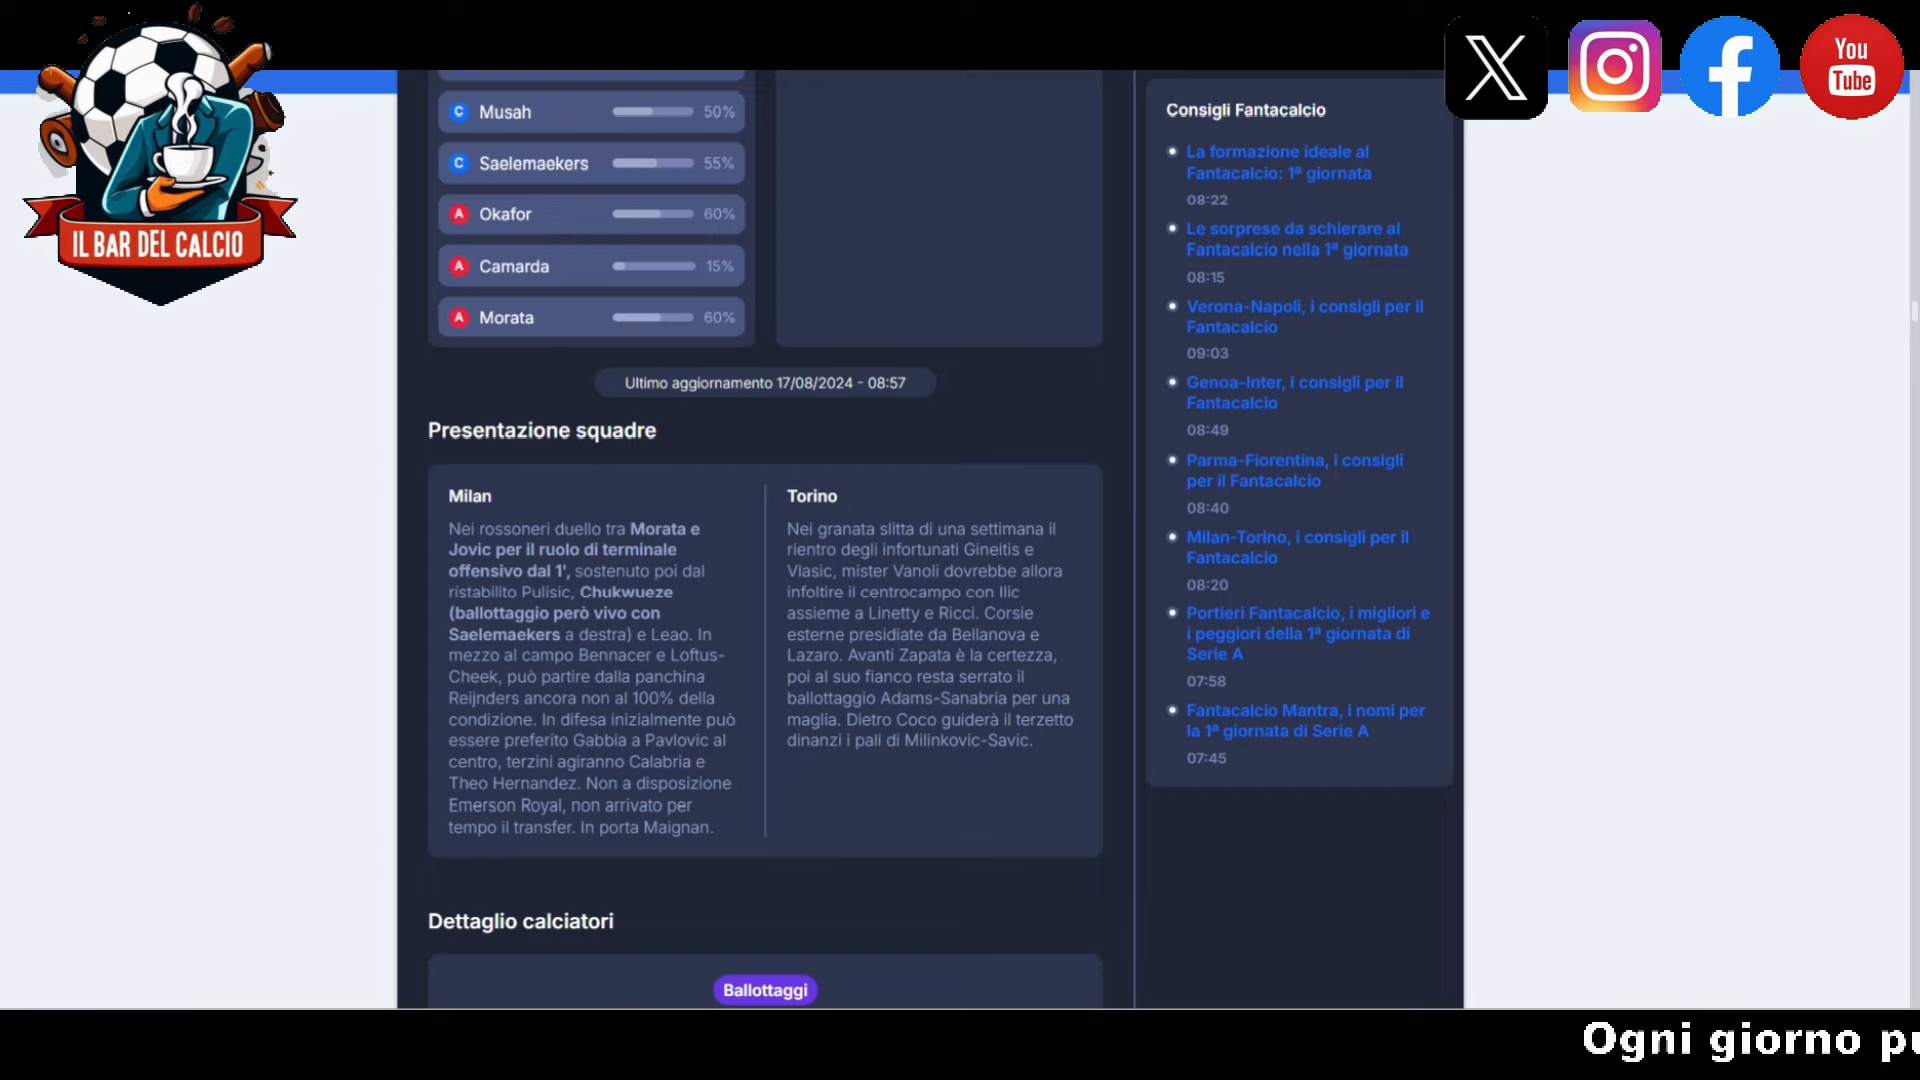 IL BAR DEL CALCIO
You
Tube
C Musah 50%
C Saelemaekers 55%
A Okafor 60%
A Camarda 15%
A Morata 60%
Ultimo aggiornamento 17/08/2024 - 08:57
Presentazione squadre
Milan
Nei rossoneri duello tra Morata e
Jovic per il ruolo di terminale
offensivo dal 1', sostenuto poi dal
ristabilito Pulisic, Chukwueze
(ballottaggio però vivo con
Saelemaekers a destra) e Leao. In
mezzo al campo Bennacer e Loftus-
Cheek, può partire dalla panchina
Reijnders ancora non al 100% della
condizione. In difesa inizialmente può
essere preferito Gabbia a Pavlovic al
centro, terzini agiranno Calabria e
Theo Hernandez. Non a disposizione
Emerson Royal, non arrivato per
tempo il transfer. In porta Maignan.
Torino
Nei granata slitta di una settimana il
rientro degli infortunati Gineitis e
Vlasic, mister Vanoli dovrebbe allora
infoltire il centrocampo con Ilic
assieme a Linetty e Ricci. Corsie
esterne presidiate da Bellanova e
Lazaro. Avanti Zapata è la certezza,
poi al suo fianco resta serrato il
ballottaggio Adams-Sanabria per una
maglia. Dietro Coco guiderà il terzetto
dinanzi i pali di Milinkovic-Savic.
Dettaglio calciatori
Ballottaggi
Consigli Fantacalcio
La formazione ideale al
Fantacalcio: 1ª giornata
08:22
Le sorprese da schierare al
Fantacalcio nella 1ª giornata
08:15
Verona-Napoli, i consigli per il
Fantacalcio
09:03
Genoa-Inter, i consigli per il
Fantacalcio
08:49
Parma-Fiorentina, i consigli
per il Fantacalcio
08:40
Milan-Torino, i consigli per il
Fantacalcio
08:20
Portieri Fantacalcio, i migliori e
i peggiori della 1ª giornata di
Serie A
07:58
Fantacalcio Mantra, i nomi per
la 1ª giornata di Serie A
07:45
Ogni giorno pu